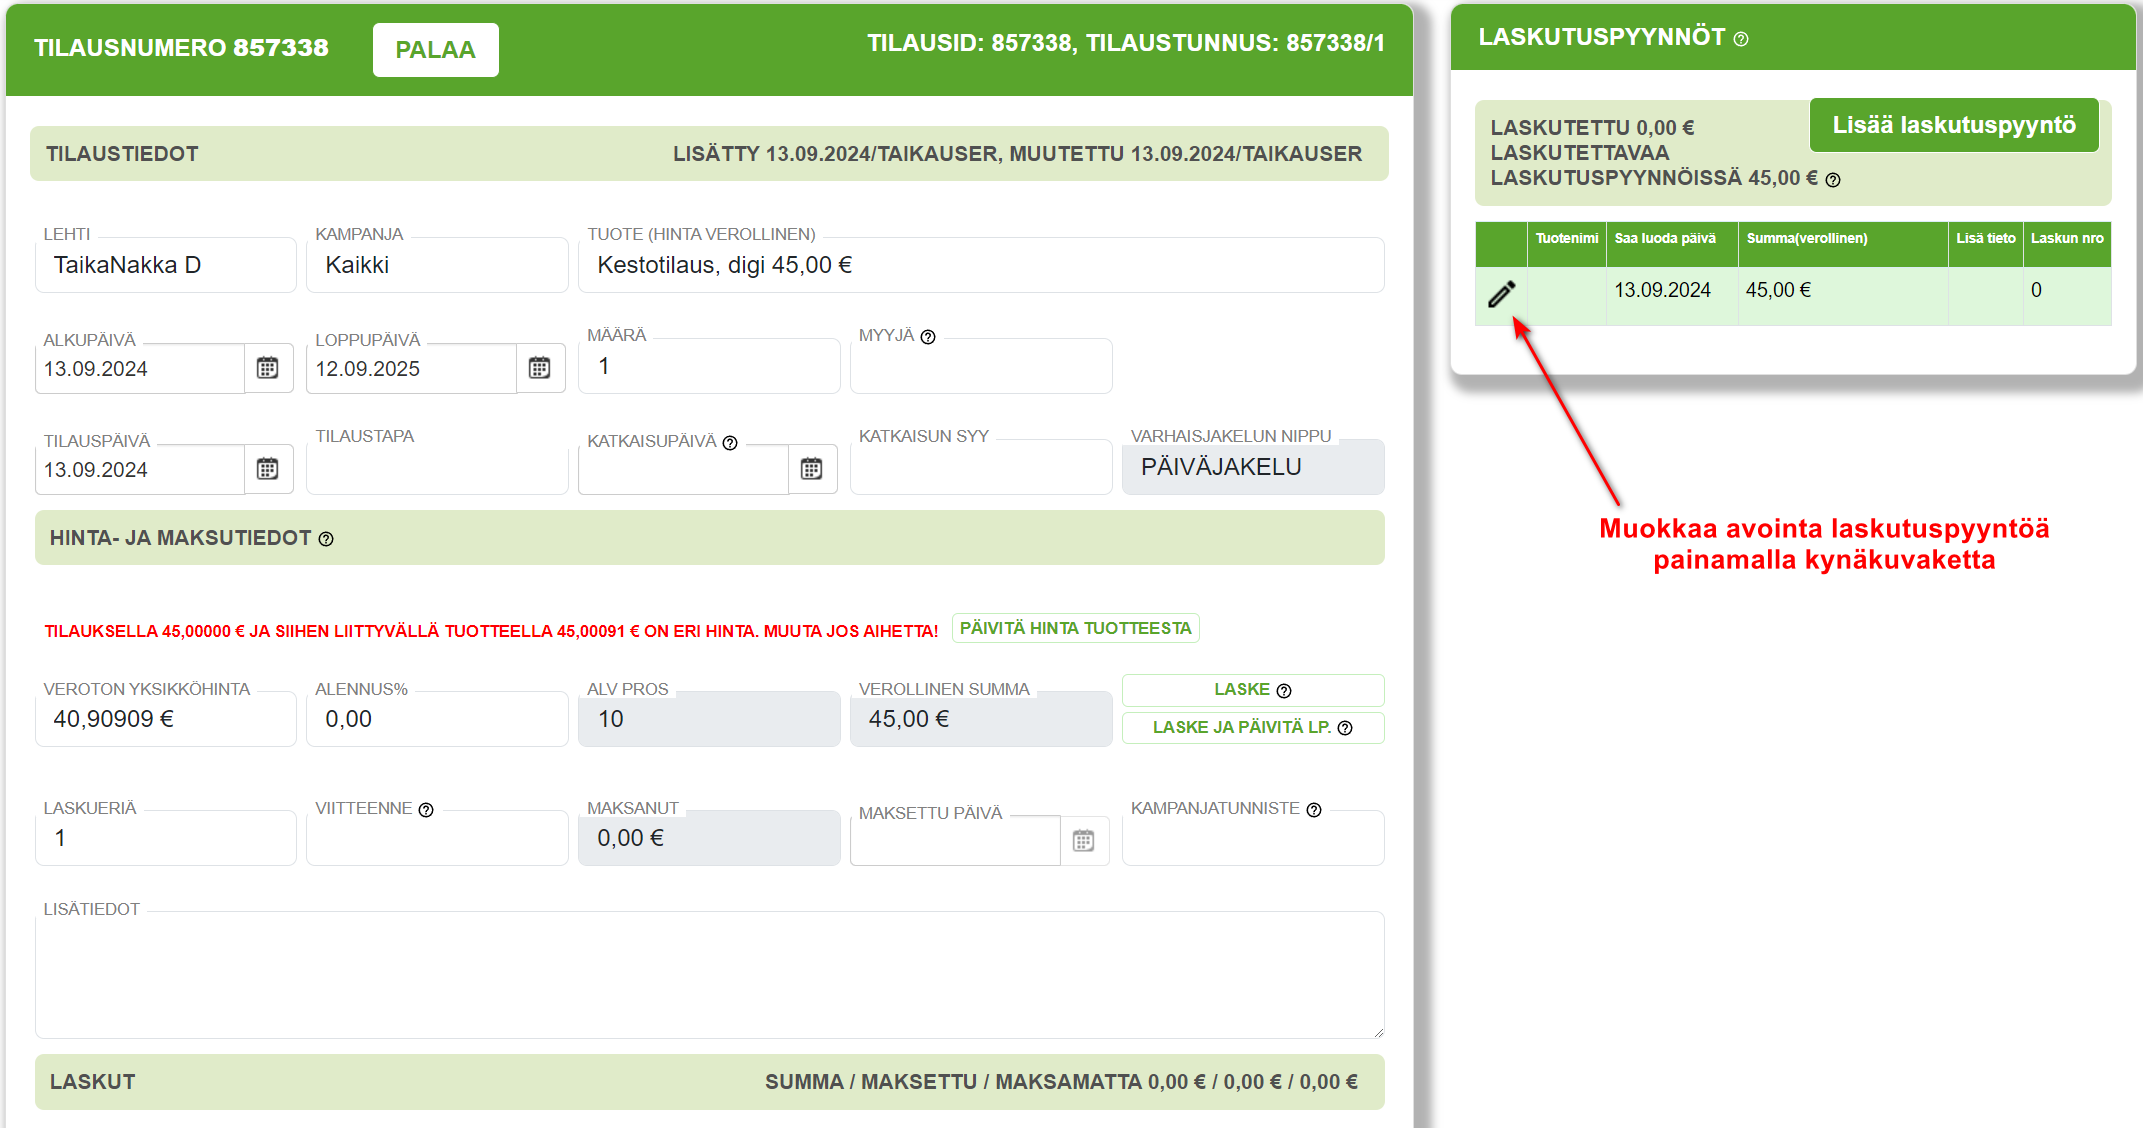 TILAUSNUMERO 857338
PALAA
TILAUSID: 857338, TILAUSTUNNUS: 857338/1
TILAUSTIEDOT
LISÄTTY 13.09.2024/TAIKAUSER, MUUTETTU 13.09.2024/TAIKAUSER
LEHTI
TaikaNakka D
KAMPANJA
Kaikki
TUOTE (HINTA VEROLLINEN)
Kestotilaus, digi 45,00 €
ALKUPÄIVÄ
13.09.2024
LOPPUPÄIVÄ
12.09.2025
MÄÄRÄ
1
MYYJÄ
TILAUSPÄIVÄ
13.09.2024
TILAUSTAPA
KATKAISUPÄIVÄ
KATKAISUN SYY
VARHAISJAKELUN NIPPU
PÄIVÄJAKELU
HINTA- JA MAKSUTIEDOT
TILAUKSELLA 45,00000 € JA SIIHEN LIITTYVÄLLÄ TUOTTEELLA 45,00091 € ON ERI HINTA. MUUTA JOS AIHETTA!
PÄIVITÄ HINTA TUOTTEESTA
VEROTON YKSIKKÖHINTA
40,90909 €
ALENNUS%
0,00
ALV PROS
10
VEROLLINEN SUMMA
45,00 €
LASKE
LASKE JA PÄIVITÄ LP.
LASKUERIÄ
1
VIITTEENNE
MAKSANUT
0,00 €
MAKSETTU PÄIVÄ
KAMPANJATUNNISTE
LISÄTIEDOT
LASKUT
SUMMA / MAKSETTU / MAKSAMATTA 0,00 € / 0,00 € / 0,00 €
LASKUTUSPYYNNÖT
LASKUTETTU 0,00 €
LASKUTETTAVAA
LASKUTUSPYYNNÖISSÄ 45,00 €
Lisää laskutuspyyntö
Tuotenimi Saa luoda päivä Summa(verollinen) Lisä tieto Laskun nro
13.09.2024 45,00 € 0
Muokkaa avointa laskutuspyyntöä
painamalla kynäkuvaketta